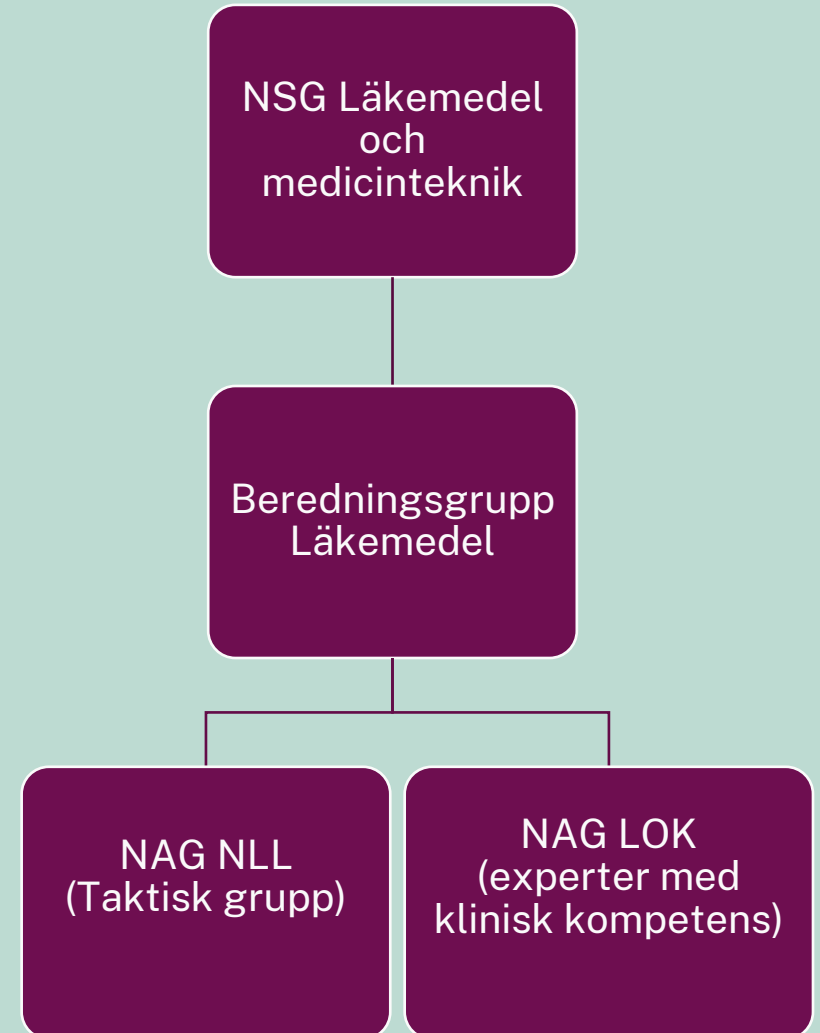 NSG Läkemedel
och
medicinteknik
Beredningsgrupp
Läkemedel
NAG NLL
(Taktisk grupp)
NAG LOK
(experter med
klinisk kompetens)